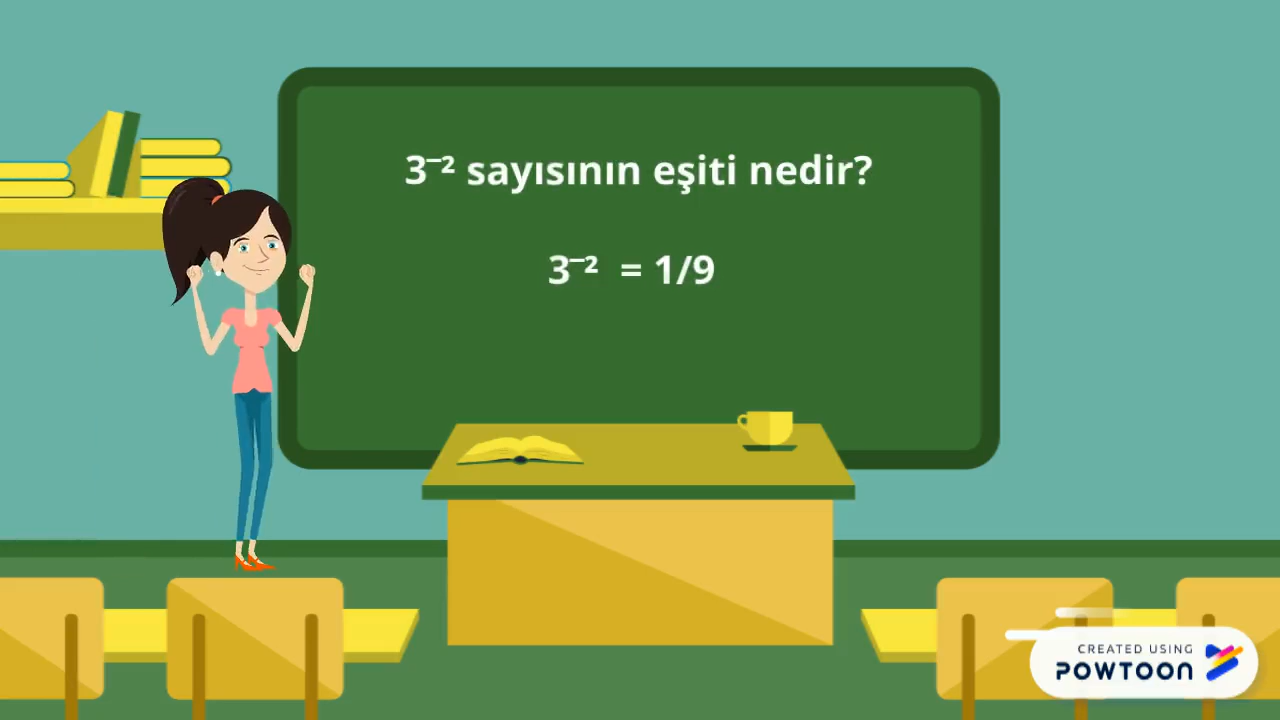 3⁻² sayısının eşiti nedir?
3⁻² = 1/9
CREATED USING
POWTOON